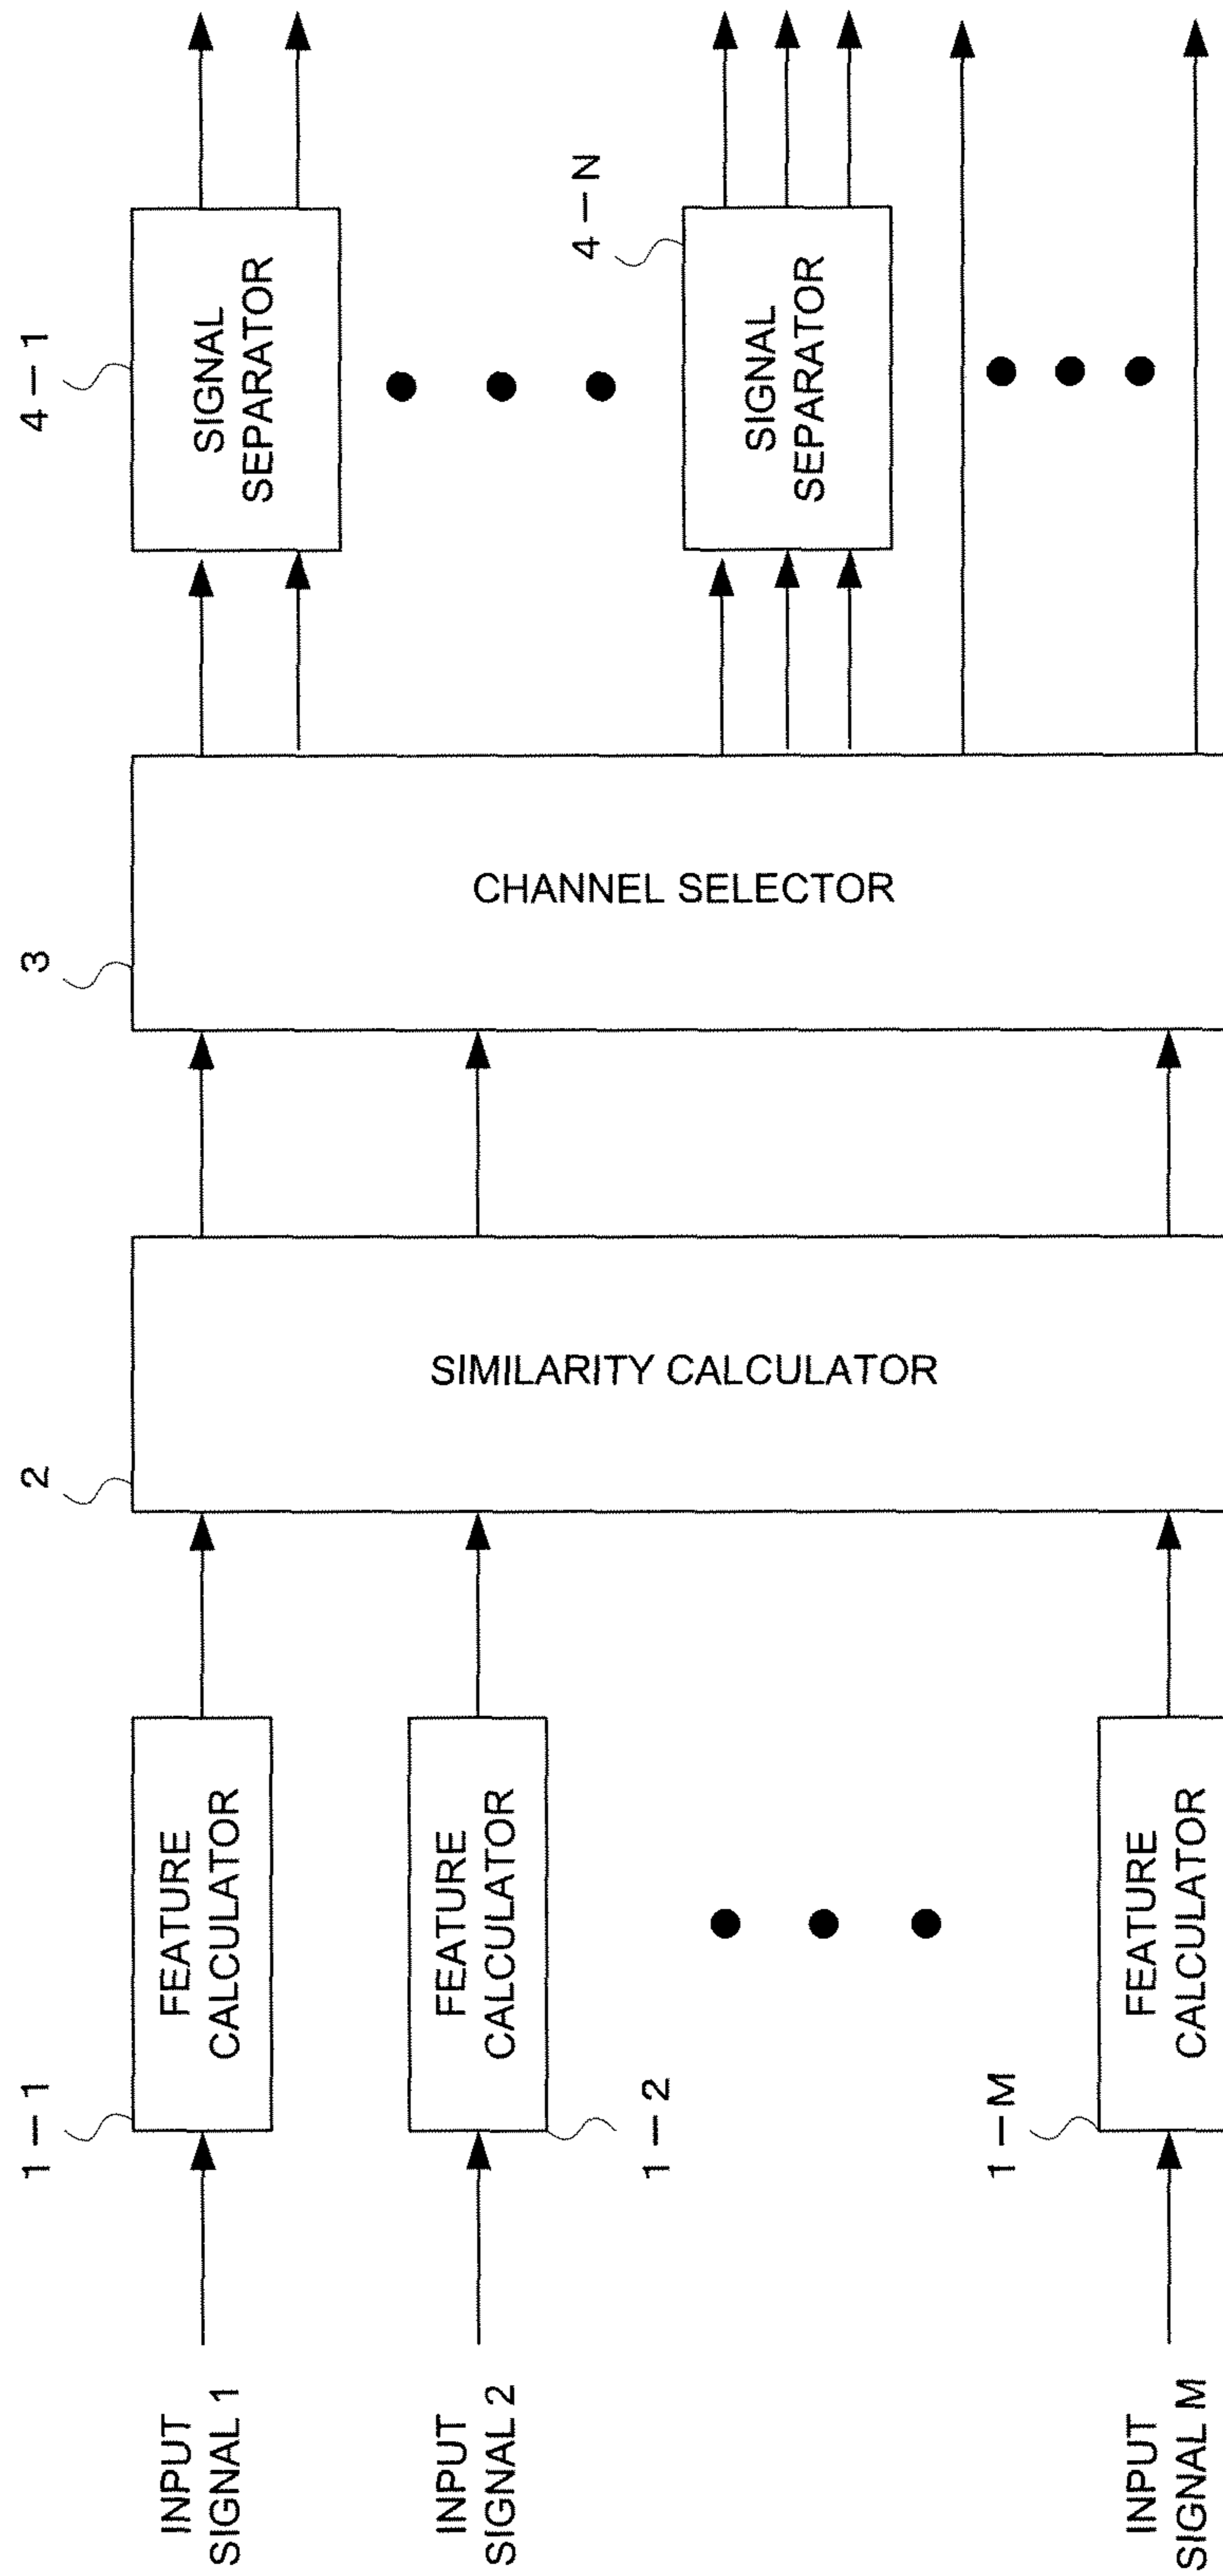 INPUT
SIGNAL 1
1-1
FEATURE
CALCULATOR
INPUT
SIGNAL 2
1-2
FEATURE
CALCULATOR
INPUT
SIGNAL M
1-M
FEATURE
CALCULATOR
2
SIMILARITY CALCULATOR
3
CHANNEL SELECTOR
4-1
SIGNAL
SEPARATOR
4-N
SIGNAL
SEPARATOR